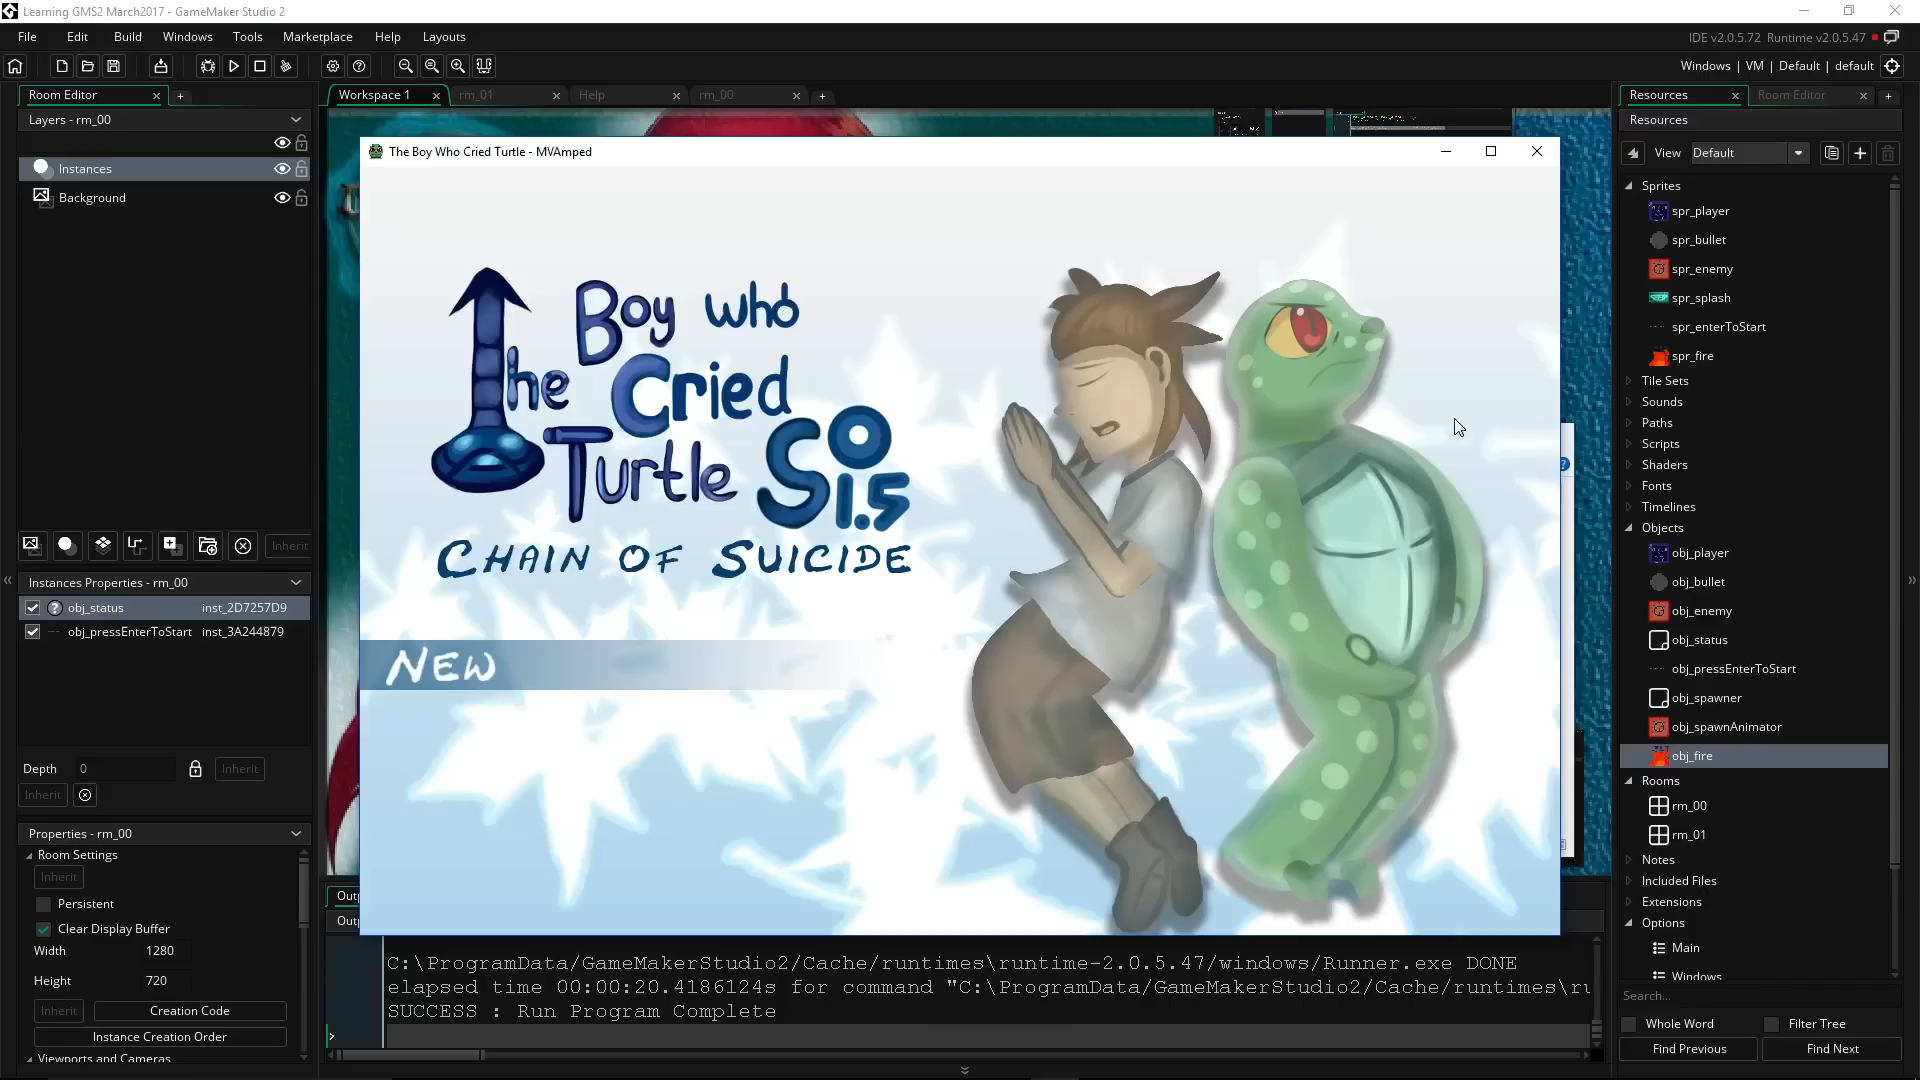 Learning GMS2 March2017 - GameMaker Studio 2
File Edit Build Windows Tools Marketplace Help Layouts
IDE v2.0.5.72 Runtime v2.0.5.47
Windows | VM | Default | default
Room Editor
Workspace 1
rm_01
Help
rm_00
Resources
Room Editor
Layers - rm_00
Instances
Background
Inherit
Instances Properties - rm_00
obj_status inst_2D7257D9
obj_pressEnterToStart inst_3A244879
Depth 0 Inherit
Inherit
Properties - rm_00
Room Settings
Inherit
Persistent
Clear Display Buffer
Width 1280
Height 720
Inherit Creation Code
Instance Creation Order
Viewports and Cameras
The Boy Who Cried Turtle - MVAmped
The Boy who
Cried
Turtle So
1.5
CHAIN OF SUICIDE
NEW
Out
Out
C:\ProgramData/GameMakerStudio2/Cache/runtimes\runtime-2.0.5.47/windows/Runner.exe DONE
elapsed time 00:00:20.4186124s for command "C:\ProgramData/GameMakerStudio2/Cache/runtimes\ru
SUCCESS : Run Program Complete
Resources
View Default
Sprites
spr_player
spr_bullet
spr_enemy
spr_splash
spr_enterToStart
spr_fire
Tile Sets
Sounds
Paths
Scripts
Shaders
Fonts
Timelines
Objects
obj_player
obj_bullet
obj_enemy
obj_status
obj_pressEnterToStart
obj_spawner
obj_spawnAnimator
obj_fire
Rooms
rm_00
rm_01
Notes
Included Files
Extensions
Options
Main
Windows
Search...
Whole Word Filter Tree
Find Previous Find Next